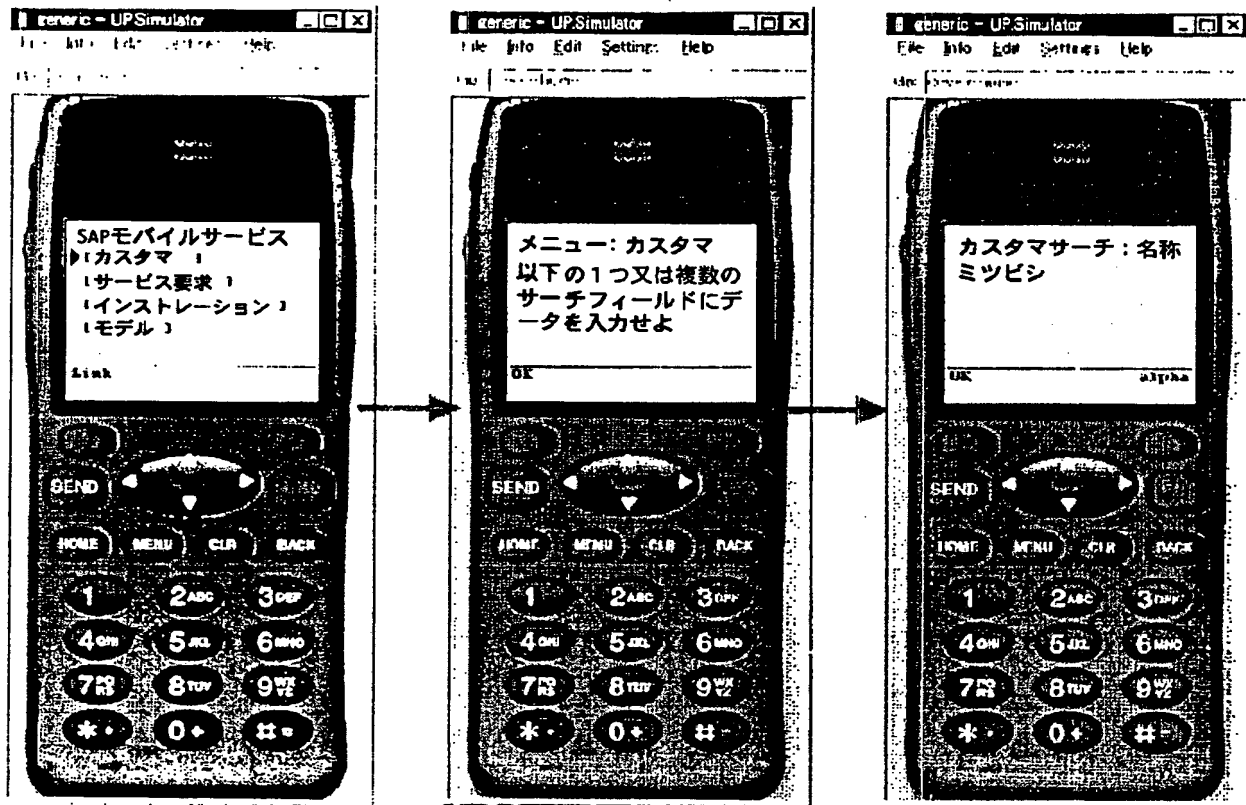 generic - UP.Simulator
Info Edit Settings Help
SAPモバイルサービス
[カスタマ ]
[サービス要求 ]
[インストレーション ]
[モデル ]
Link
SEND
HOME MENU CLR BACK
1 2ABC 3DEF
4GHI 5JKL 6MNO
7PQRS 8TUV 9WXYZ
* 0+ #
generic - UP.Simulator
File Info Edit Settings Help
メニュー：カスタマ
以下の１つ又は複数の
サーチフィールドにデ
ータを入力せよ
OK
SEND
HOME MENU CLR BACK
1 2ABC 3DEF
4GHI 5JKL 6MNO
7PQRS 8TUV 9WXYZ
* 0+ #
generic - UP.Simulator
File Info Edit Settings Help
カスタマサーチ：名称
ミツビシ
OK alpha
SEND
HOME MENU CLR BACK
1 2ABC 3DEF
4GHI 5JKL 6MNO
7PQRS 8TUV 9WXYZ
* 0+ #